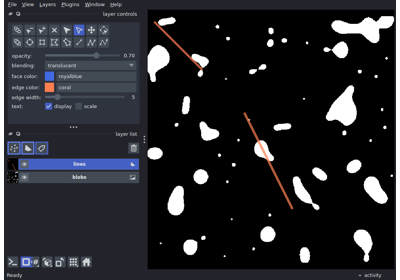 File View Layers Plugins Window Help
layer controls
opacity: 0.70
blending: translucent
face color: royalblue
edge color: coral
edge width: 5
text: display scale
layer list
lines
blobs
Ready
activity